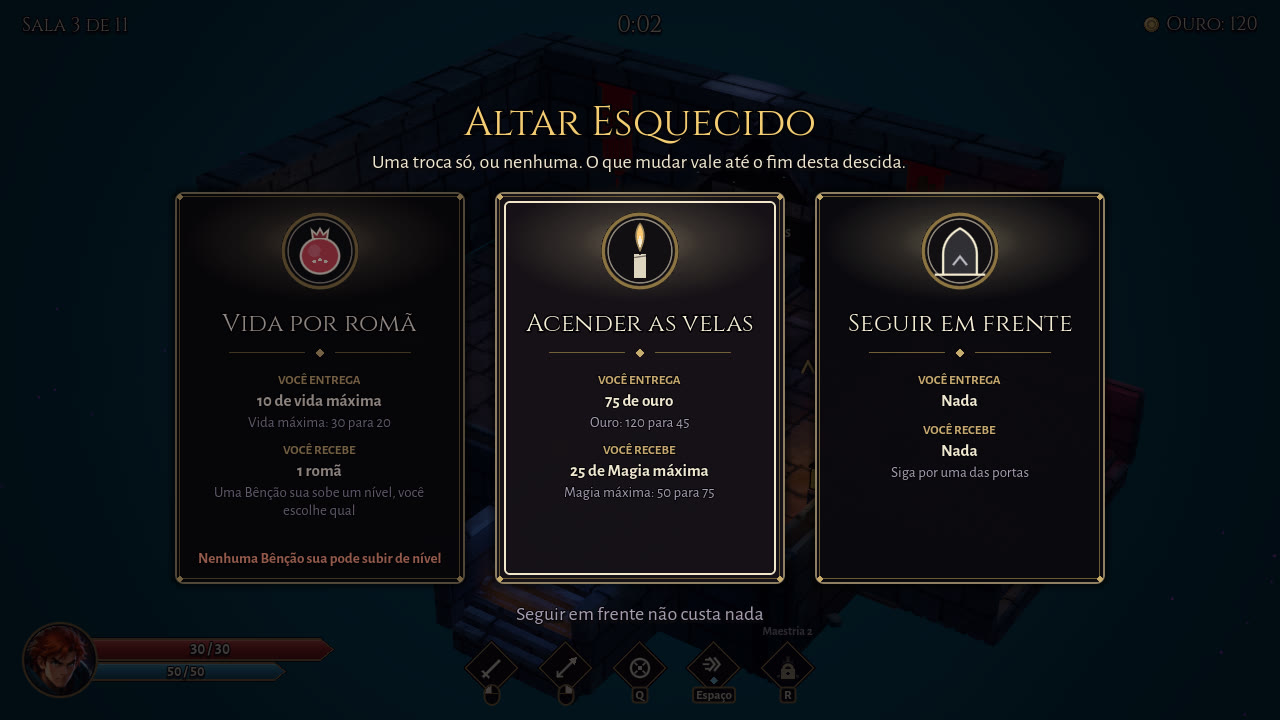 Sala 3 de 11
0:02
Ouro: 120
Altar Esquecido
Uma troca só, ou nenhuma. O que mudar vale até o fim desta descida.
Vida por romã
VOCÊ ENTREGA
10 de vida máxima
Vida máxima: 30 para 20
VOCÊ RECEBE
1 romã
Uma Bênção sua sobe um nível, você
escolhe qual
Nenhuma Bênção sua pode subir de nível
Acender as velas
VOCÊ ENTREGA
75 de ouro
Ouro: 120 para 45
VOCÊ RECEBE
25 de Magia máxima
Magia máxima: 50 para 75
Seguir em frente
VOCÊ ENTREGA
Nada
VOCÊ RECEBE
Nada
Siga por uma das portas
Seguir em frente não custa nada
Maestria 2
30/30
50/50
Q
Espaço
R